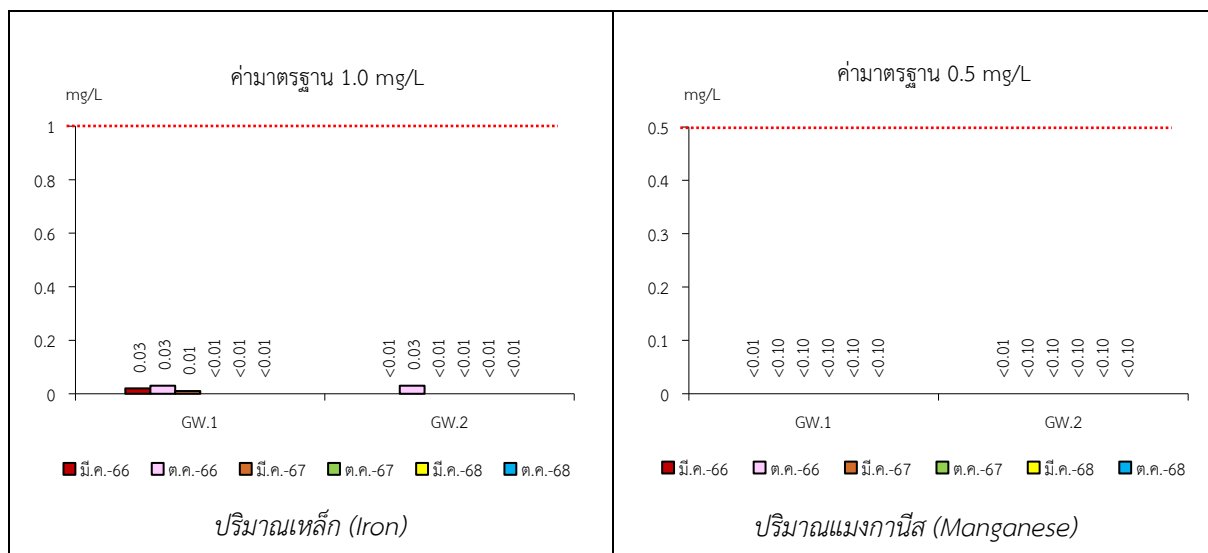 ค่ามาตรฐาน 1.0 mg/L
mg/L
1
0.8
0.6
0.4
0.2
0
0.03 0.03 0.01 <0.01 <0.01 <0.01
<0.01 0.03 <0.01 <0.01 <0.01 <0.01
GW.1 GW.2
มี.ค.-66 ต.ค.-66 มี.ค.-67 ต.ค.-67 มี.ค.-68 ต.ค.-68
ปริมาณเหล็ก (Iron)
ค่ามาตรฐาน 0.5 mg/L
mg/L
0.5
0.4
0.3
0.2
0.1
0
<0.01 <0.10 <0.10 <0.10 <0.10 <0.10
<0.01 <0.10 <0.10 <0.10 <0.10 <0.10
GW.1 GW.2
มี.ค.-66 ต.ค.-66 มี.ค.-67 ต.ค.-67 มี.ค.-68 ต.ค.-68
ปริมาณแมงกานีส (Manganese)